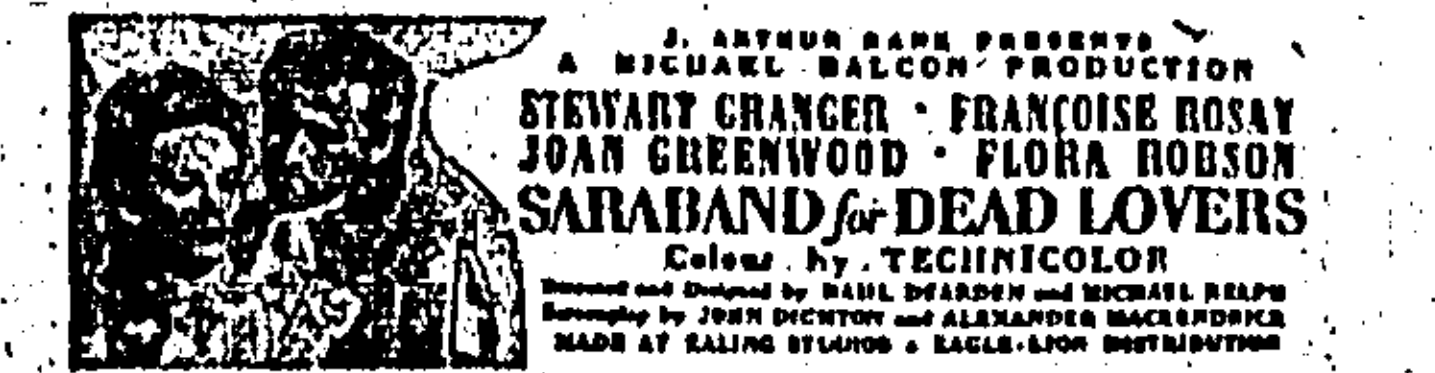 J. ARTHUR RANK PRESENTS
A MICHAEL BALCON PRODUCTION
STEWART GRANGER · FRANÇOISE ROSAY
JOAN GREENWOOD · FLORA ROBSON
SARABAND for DEAD LOVERS
Colour by TECHNICOLOR
and Designed by BASIL DEARDEN and MICHAEL RELPH
Screenplay by JOHN DIGHTON and ALEXANDER MACKENDRICK
MADE AT EALING STUDIOS · EAGLE-LION DISTRIBUTION